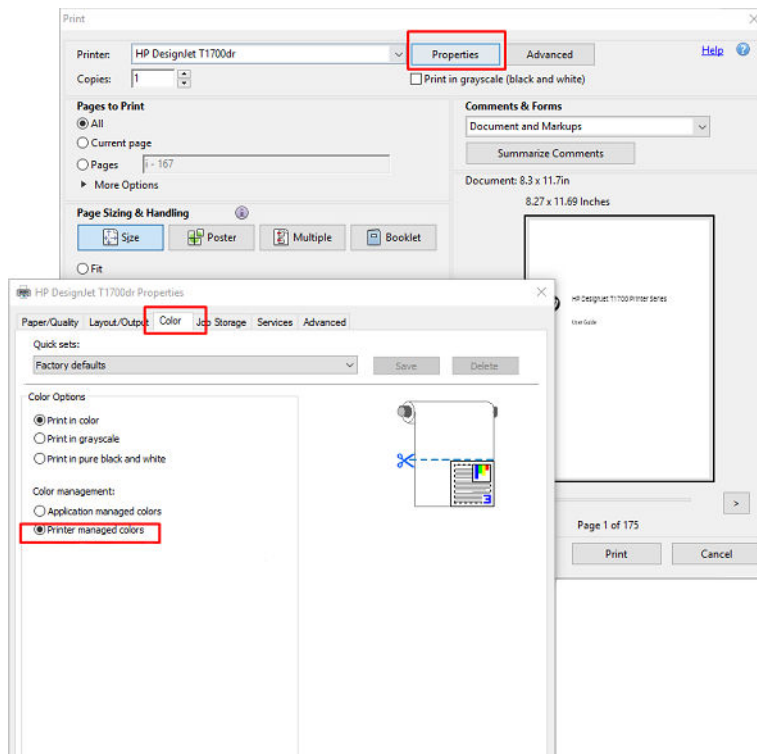 Print
Printer: HP DesignJet T1700dr Properties Advanced Help
Copies: 1 Print in grayscale (black and white)
Pages to Print
All
Current page
Pages i - 167
More Options
Comments & Forms
Document and Markups
Summarize Comments
Page Sizing & Handling
Size Poster Multiple Booklet
Fit
Document: 8.3 x 11.7in
8.27 x 11.69 Inches
HP DesignJet T1700 Printer Series
User Guide
>
Page 1 of 175
Print Cancel
HP DesignJet T1700dr Properties
Paper/Quality Layout/Output Color Job Storage Services Advanced
Quick sets:
Factory defaults Save Delete
Color Options
Print in color
Print in grayscale
Print in pure black and white
Color management:
Application managed colors
Printer managed colors
3